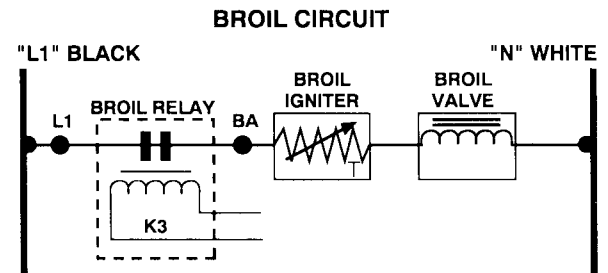 BROIL CIRCUIT
"L1" BLACK
"N" WHITE
BROIL IGNITER
BROIL VALVE
L1
BROIL RELAY
BA
T
K3